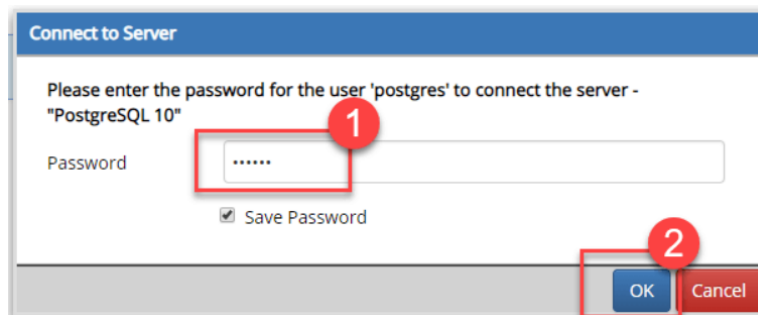 Connect to Server
Please enter the password for the user 'postgres' to connect the server -
"PostgreSQL 10"
1
Password
••••••
Save Password
2
OK
Cancel